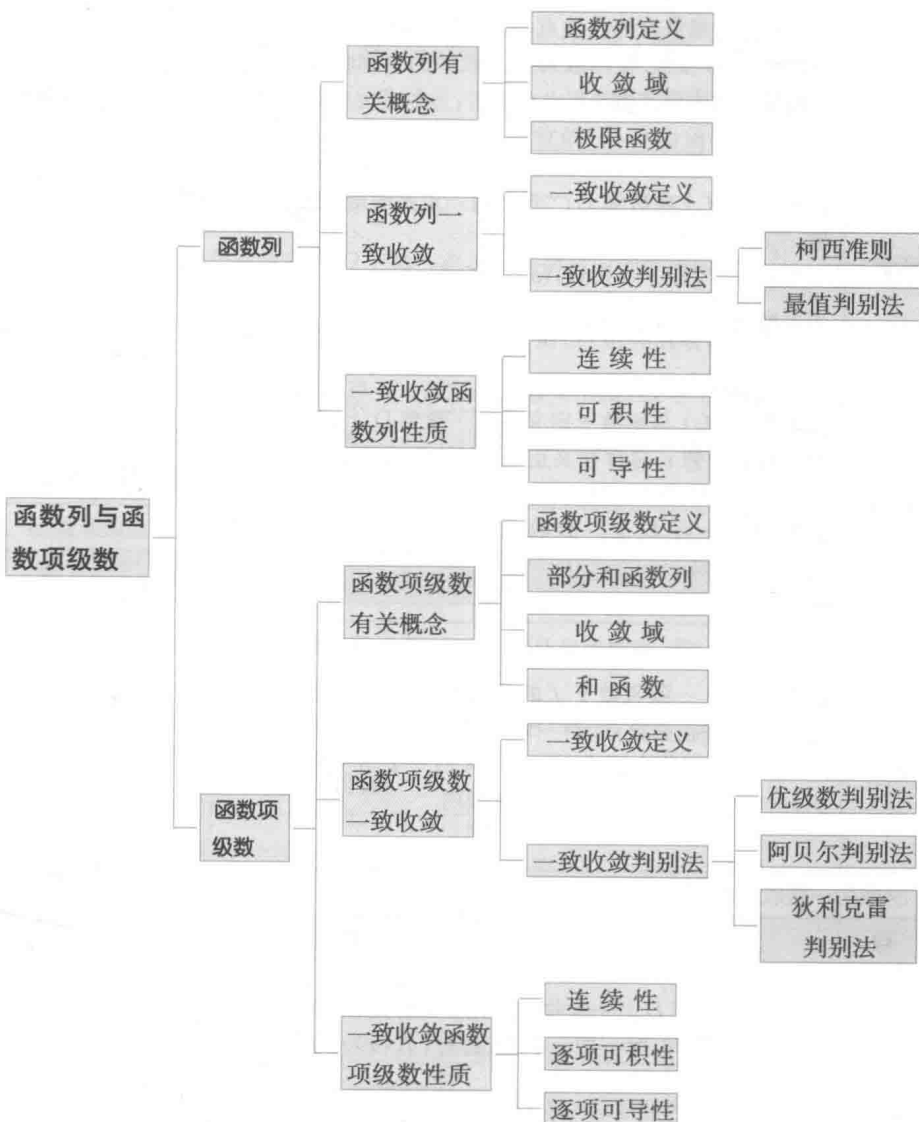 函数列与函
数项级数
函数列
函数列有
关概念
函数列定义
收敛域
极限函数
函数列一
致收敛
一致收敛定义
一致收敛判别法
柯西准则
最值判别法
一致收敛函
数列性质
连续性
可积性
可导性
函数项
级数
函数项级数
有关概念
函数项级数定义
部分和函数列
收敛域
和函数
函数项级数
一致收敛
一致收敛定义
一致收敛判别法
优级数判别法
阿贝尔判别法
狄利克雷
判别法
一致收敛函数
项级数性质
连续性
逐项可积性
逐项可导性